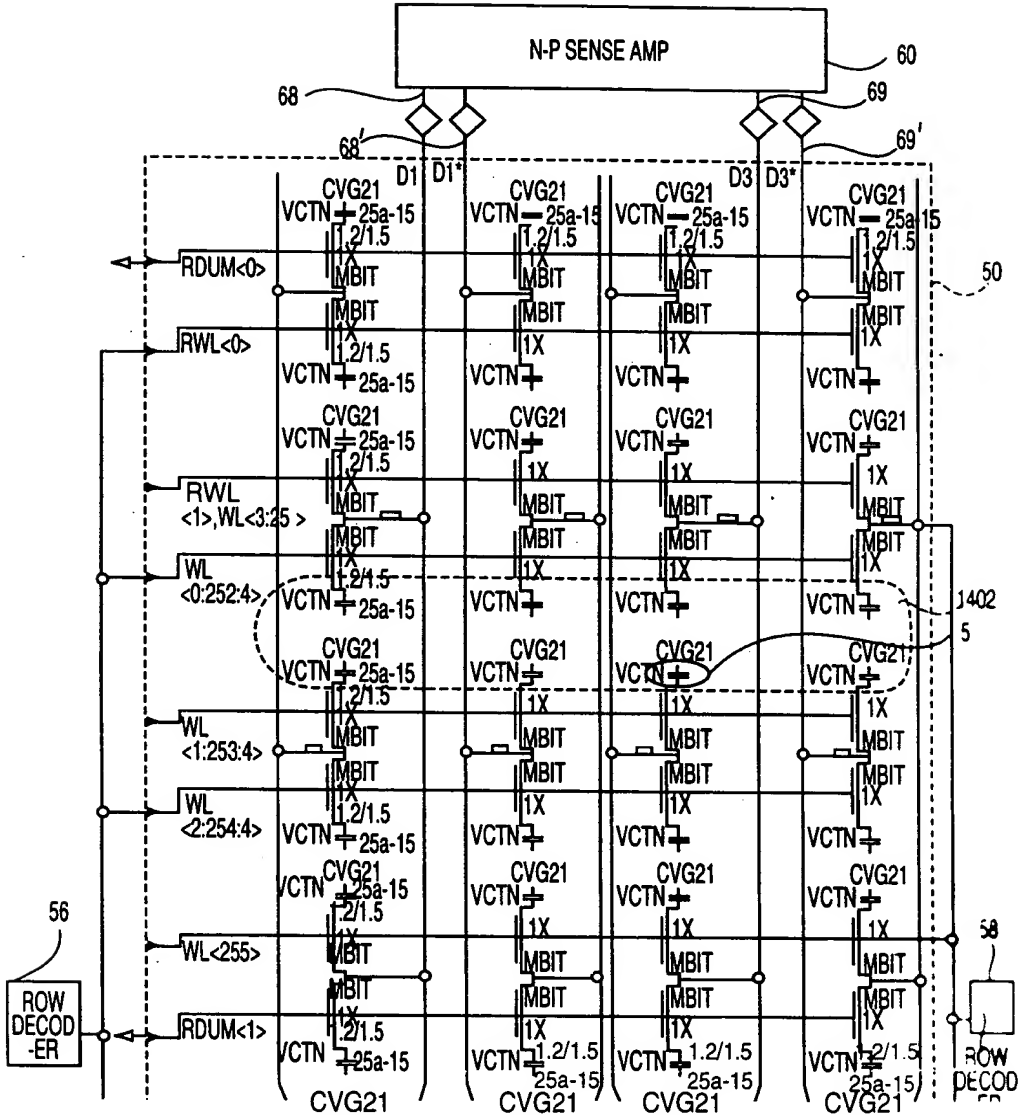 N-P SENSE AMP
60
68
69
68'
69'
D1 D1* D3 D3*
CVG21 CVG21 CVG21 CVG21
VCTN 25a-15 VCTN 25a-15 VCTN 25a-15 VCTN 25a-15
1.2/1.5 1.2/1.5 1.2/1.5 1.2/1.5
1X 1X 1X 1X
RDUM<0>
MBIT MBIT MBIT MBIT
50
MBIT MBIT MBIT MBIT
RWL<0>
1X 1X 1X 1X
1.2/1.5
VCTN 25a-15 VCTN VCTN VCTN
CVG21 CVG21 CVG21 CVG21
VCTN 25a-15 VCTN VCTN VCTN
1.2/1.5
1X 1X 1X 1X
RWL
<1>,WL<3:25 >
MBIT MBIT MBIT MBIT
MBIT MBIT MBIT MBIT
1X 1X 1X 1X
WL
<0:252:4>
1.2/1.5
VCTN 25a-15 VCTN VCTN VCTN
1402
5
CVG21 CVG21 CVG21 CVG21
VCTN 25a-15 VCTN VCTN VCTN
.2/1.5
1X 1X 1X 1X
WL
<1:253:4>
MBIT MBIT MBIT MBIT
MBIT MBIT MBIT MBIT
1X 1X 1X 1X
WL
<2:254:4>
1.2/1.5
VCTN 25a-15 VCTN VCTN VCTN
CVG21 CVG21 CVG21 CVG21
VCTN 25a-15 VCTN VCTN VCTN
1.2/1.5
56
58
1X 1X 1X 1X
WL<255>
MBIT MBIT MBIT MBIT
MBIT MBIT MBIT MBIT
ROW
DECOD
-ER
RDUM<1>
1X 1X 1X 1X
1.2/1.5 1.2/1.5 1.2/1.5 1.2/1.5
VCTN 25a-15 VCTN 25a-15 VCTN 25a-15 VCTN 25a-15
ROW
DECOD
-ER
CVG21 CVG21 CVG21 CVG21